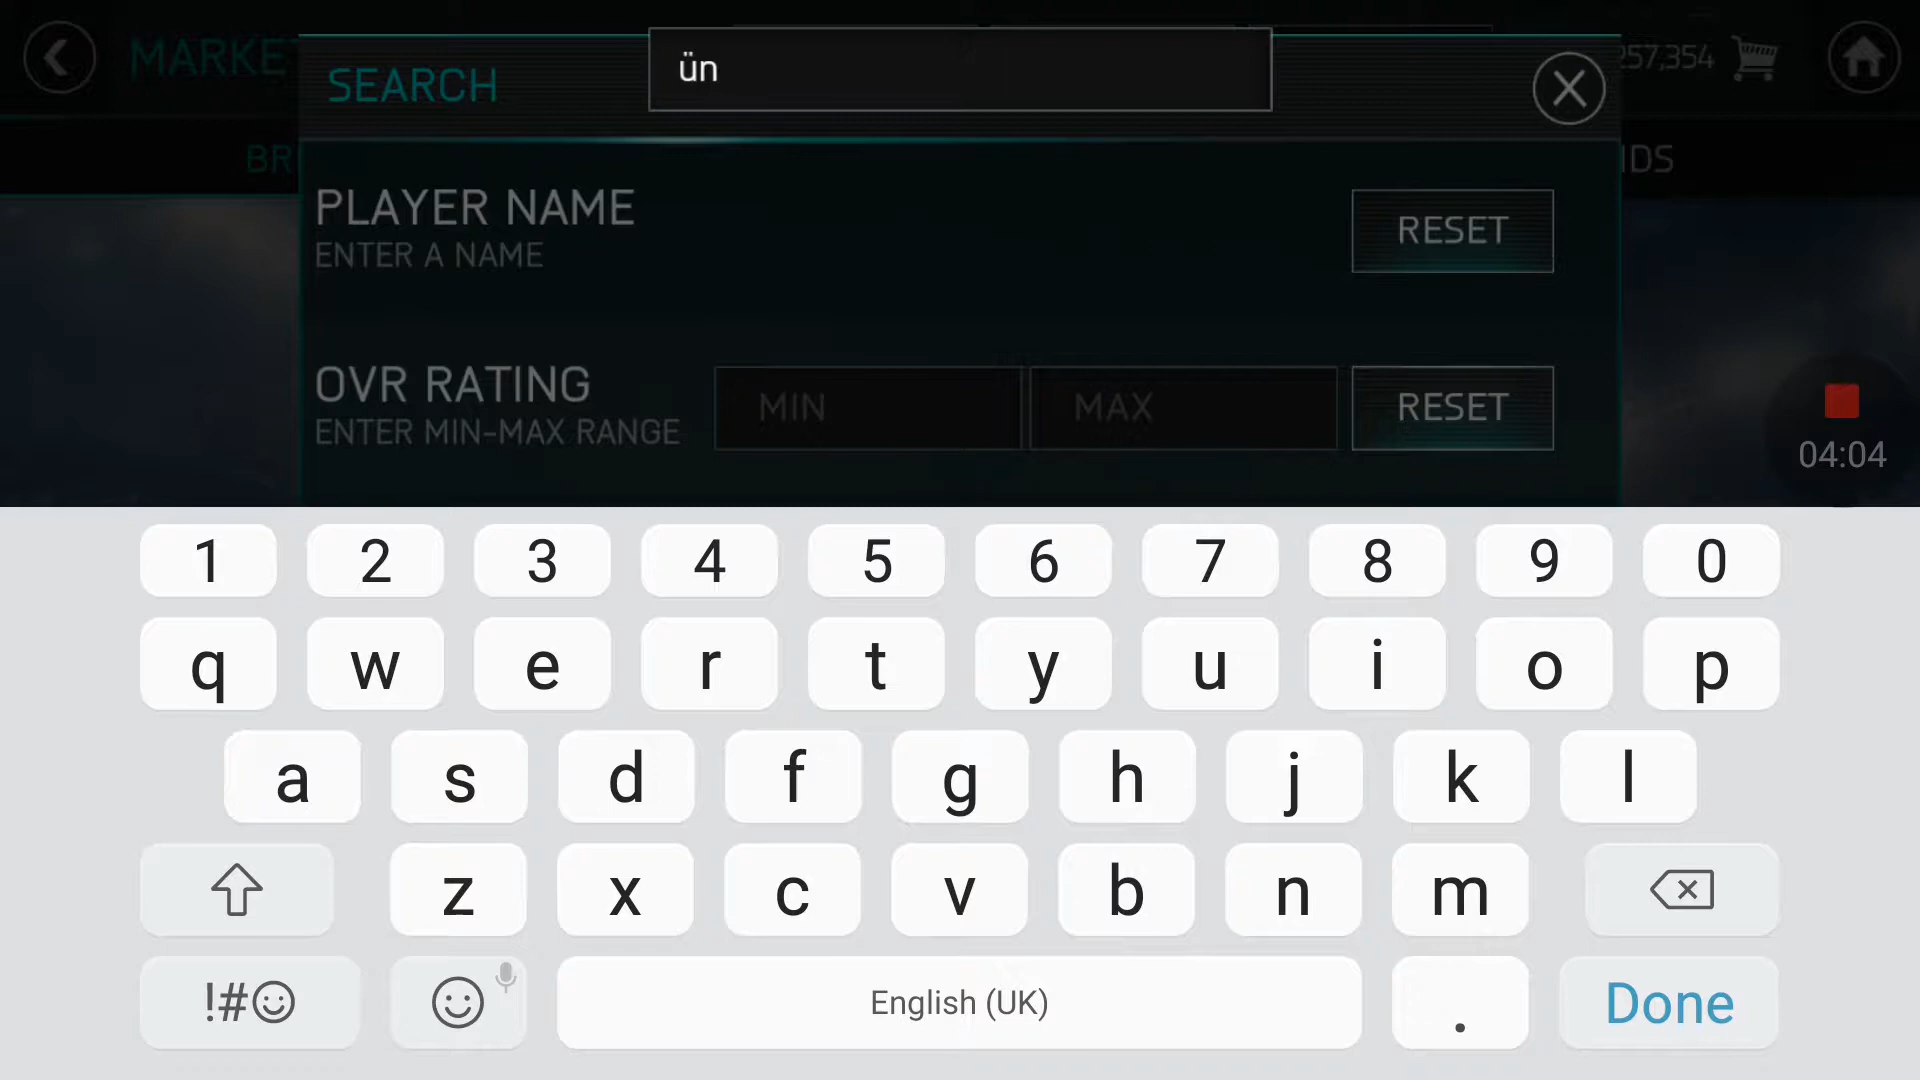 MARKE
SEARCH
ün
257,354
BR
IDS
PLAYER NAME
ENTER A NAME
RESET
OVR RATING
ENTER MIN-MAX RANGE
MIN
MAX
RESET
04:04
1 2 3 4 5 6 7 8 9 0
q w e r t y u i o p
a s d f g h j k l
z x c v b n m
!#
English (UK)
.
Done